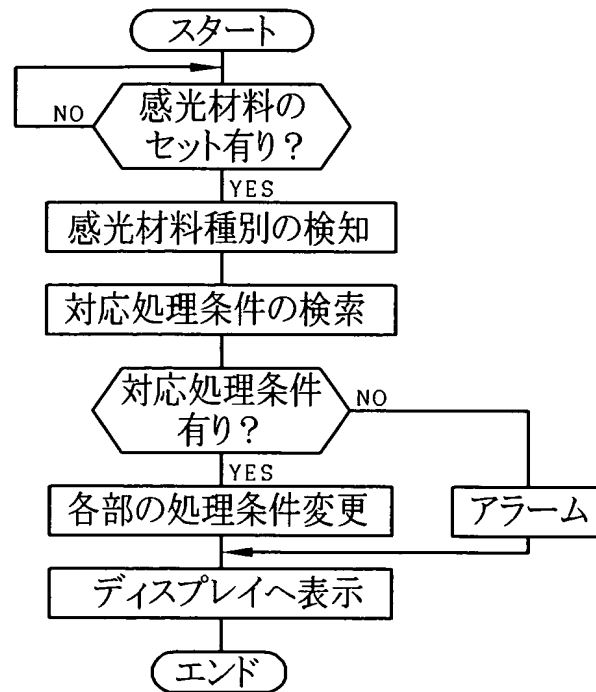 スタート
感光材料の
セット有り?
NO
YES
感光材料種別の検知
対応処理条件の検索
対応処理条件
有り?
NO
YES
各部の処理条件変更
アラーム
ディスプレイへ表示
エンド